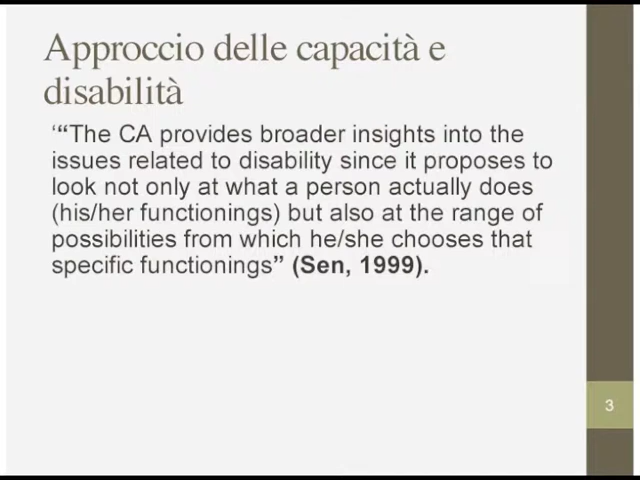 Approccio delle capacità e
disabilità
‘“The CA provides broader insights into the
issues related to disability since it proposes to
look not only at what a person actually does
(his/her functionings) but also at the range of
possibilities from which he/she chooses that
specific functionings” (Sen, 1999).
3